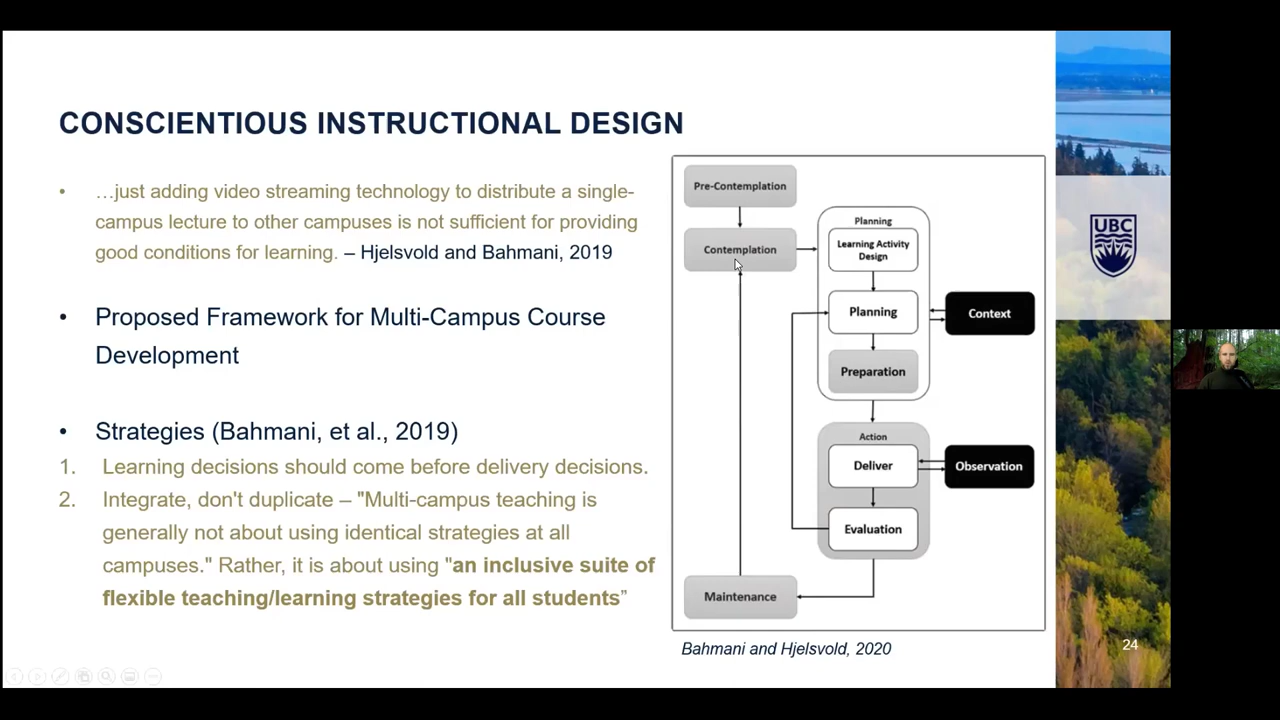 CONSCIENTIOUS INSTRUCTIONAL DESIGN
• …just adding video streaming technology to distribute a single-
campus lecture to other campuses is not sufficient for providing
good conditions for learning. – Hjelsvold and Bahmani, 2019
• Proposed Framework for Multi-Campus Course
Development
• Strategies (Bahmani, et al., 2019)
1. Learning decisions should come before delivery decisions.
2. Integrate, don't duplicate – "Multi-campus teaching is
generally not about using identical strategies at all
campuses." Rather, it is about using "an inclusive suite of
flexible teaching/learning strategies for all students”
Pre-Contemplation
Contemplation
Planning
Learning Activity
Design
Planning
Context
Preparation
Action
Deliver
Observation
Evaluation
Maintenance
Bahmani and Hjelsvold, 2020
UBC
24